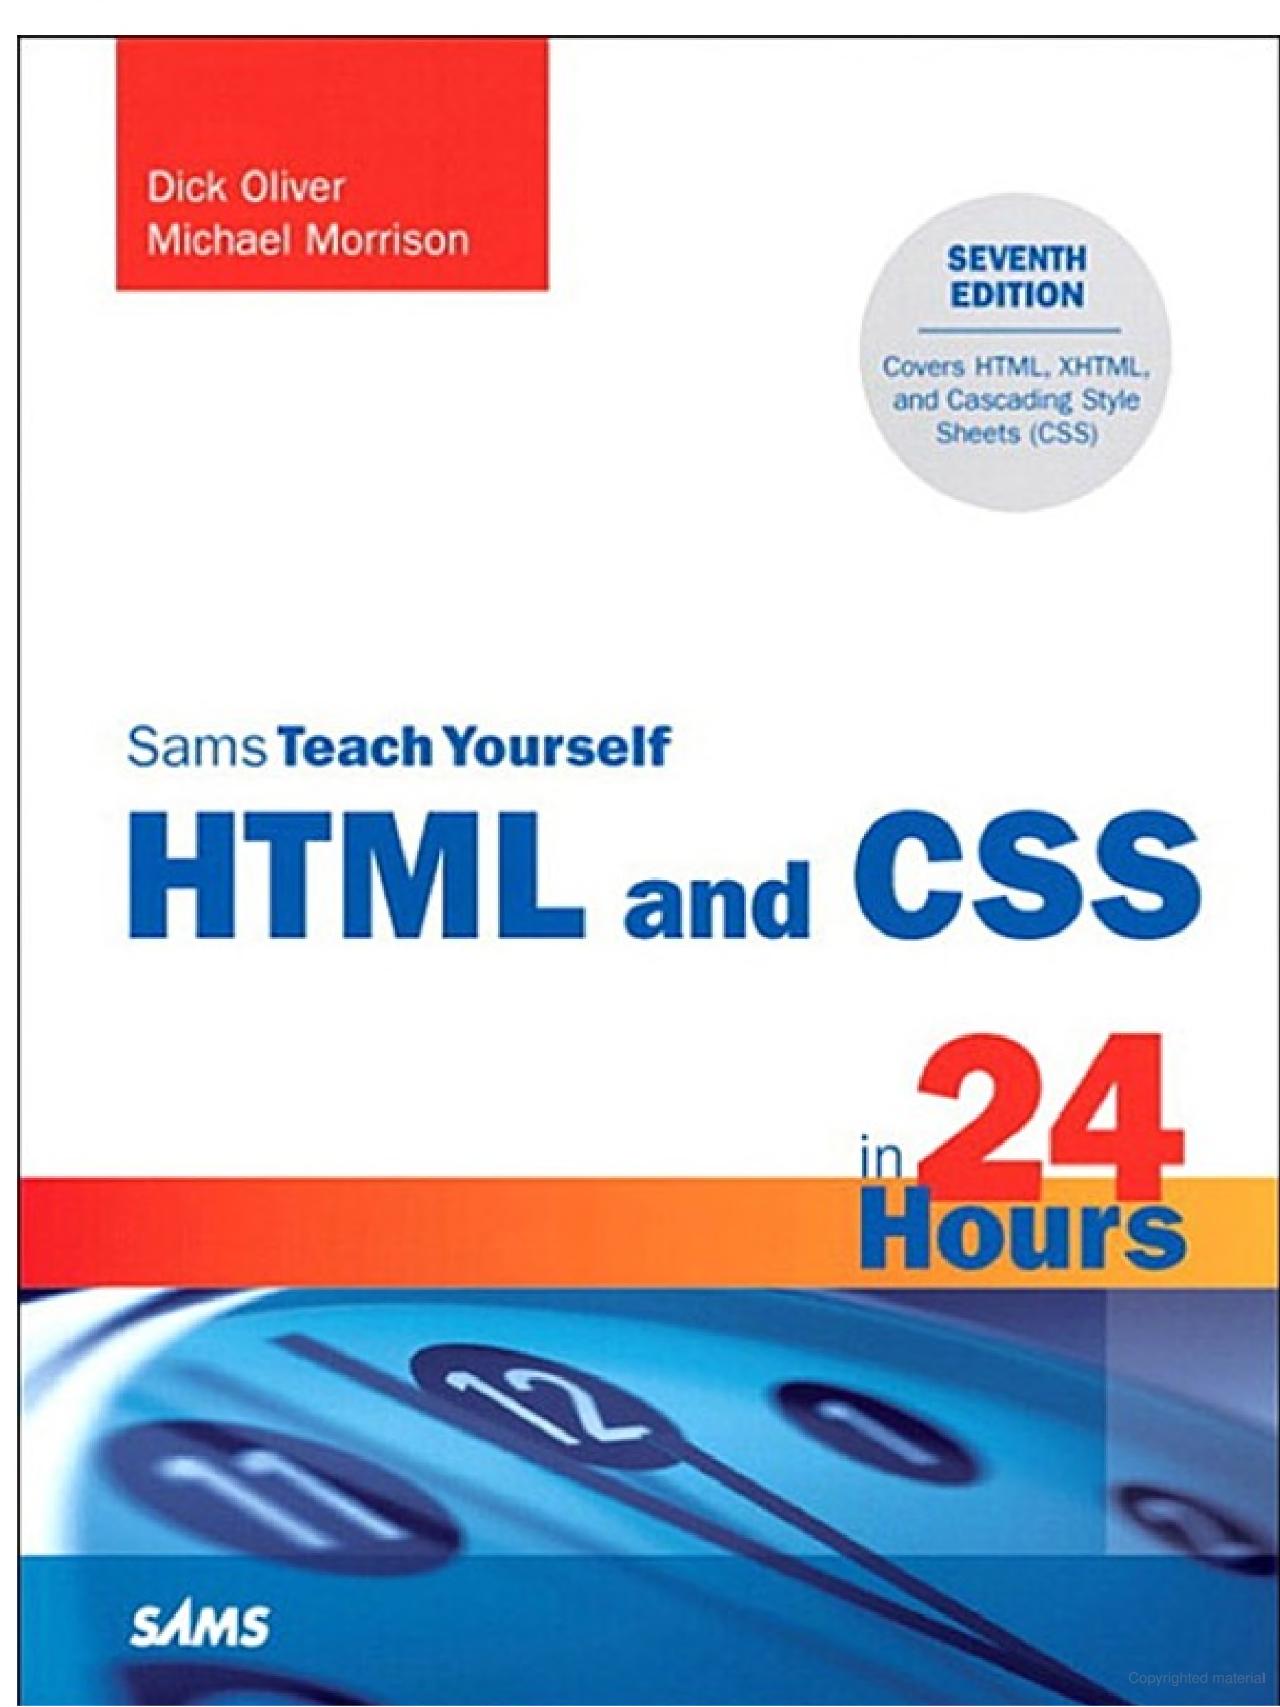 Dick Oliver
Michael Morrison
SEVENTH
EDITION
Covers HTML, XHTML,
and Cascading Style
Sheets (CSS)
Sams Teach Yourself
HTML and CSS
in 24
Hours
12
1
11
2
SAMS
Copyrighted material